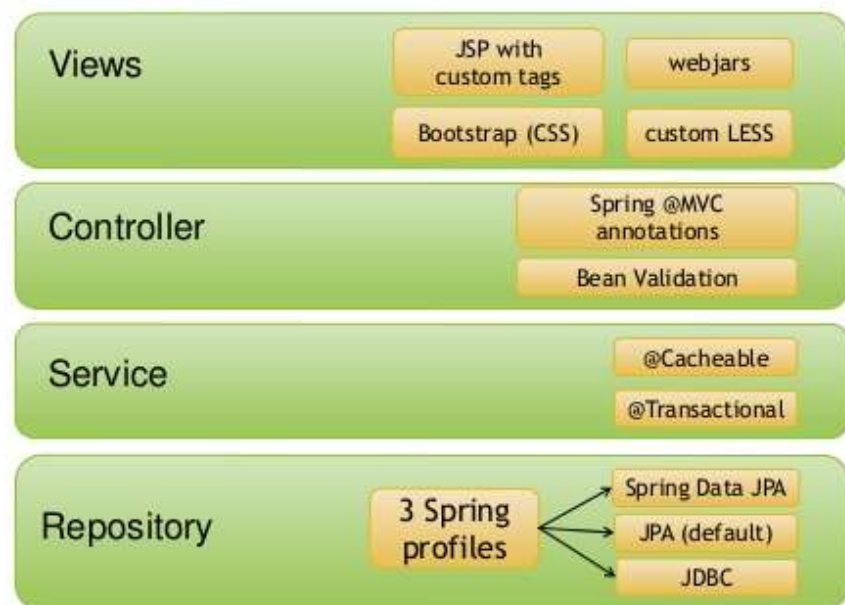 Views
JSP with
custom tags
webjars
Bootstrap (CSS)
custom LESS
Controller
Spring @MVC
annotations
Bean Validation
Service
@Cacheable
@Transactional
Repository
3 Spring
profiles
Spring Data JPA
JPA (default)
JDBC